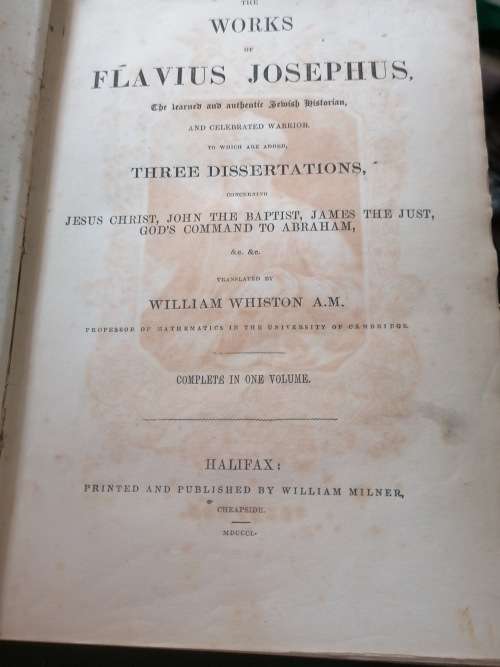 THE
WORKS
OF
FLAVIUS JOSEPHUS,
The learned and authentic Jewish Historian,
AND CELEBRATED WARRIOR.
TO WHICH ARE ADDED,
THREE DISSERTATIONS,
CONCERNING
JESUS CHRIST, JOHN THE BAPTIST, JAMES THE JUST,
GOD'S COMMAND TO ABRAHAM,
&c. &c.
TRANSLATED BY
WILLIAM WHISTON A.M.
PROFESSOR OF MATHEMATICS IN THE UNIVERSITY OF CAMBRIDGE.
COMPLETE IN ONE VOLUME.
HALIFAX:
PRINTED AND PUBLISHED BY WILLIAM MILNER,
CHEAPSIDE.
MDCCCL.